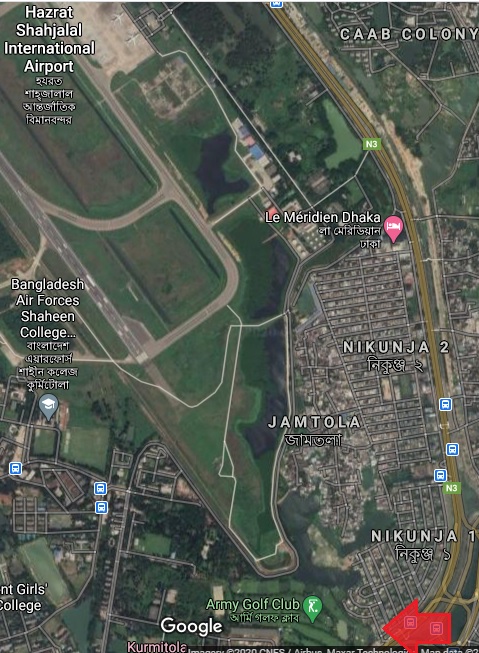 Hazrat
Shahjalal
International
Airport
হযরত
শাহজালাল
আন্তর্জাতিক
বিমানবন্দর
CAAB COLONY
N3
Le Méridien Dhaka
লা মেরিডিয়ান
ঢাকা
Bangladesh
Air Forces
Shaheen
College...
বাংলাদেশ
এয়ারফোর্স
শাহীন কলেজ
কুর্মিটোলা
NIKUNJA 2
নিকুঞ্জ ২
JAMTOLA
জামতলা
N3
NIKUNJA 1
নিকুঞ্জ ১
nt Girls'
College
Army Golf Club
আর্মি গলফ ক্লাব
Google
Kurmitola
Imagery ©2020 CNES / Airbus, Maxar Technologies, Map data ©2